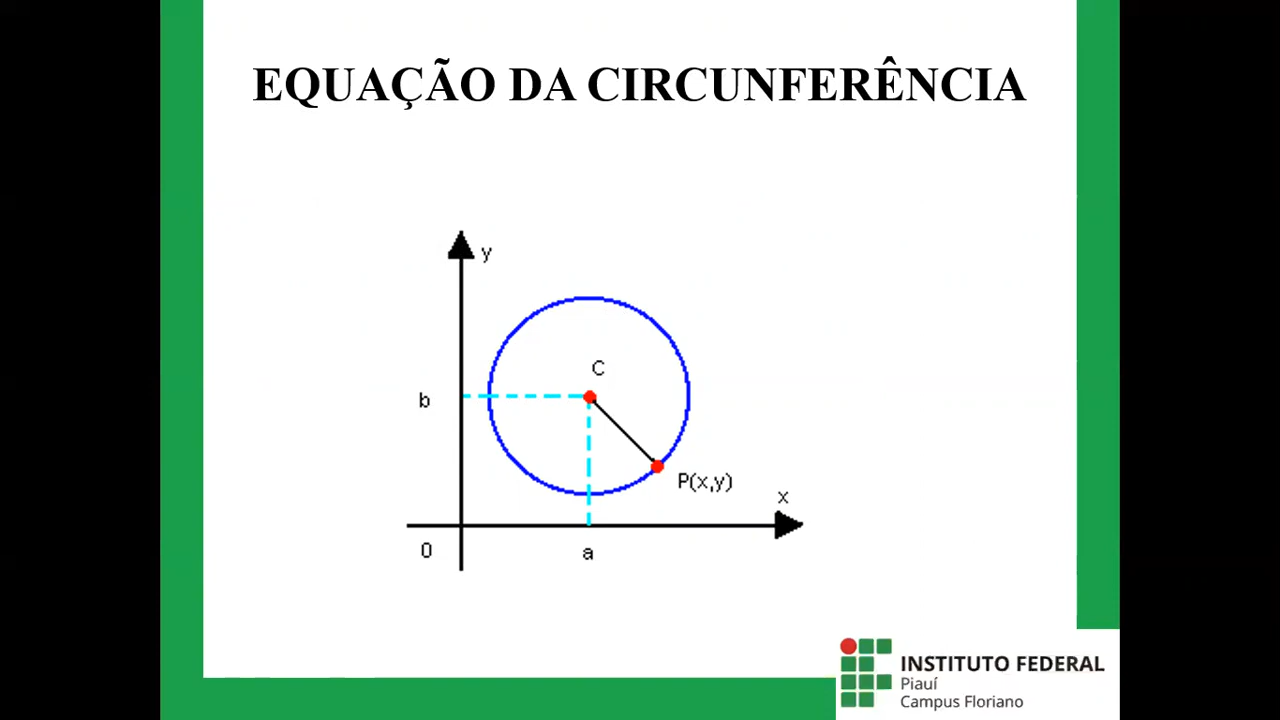 EQUAÇÃO DA CIRCUNFERÊNCIA
y
C
b
P(x,y)
x
0
a
INSTITUTO FEDERAL
Piauí
Campus Floriano